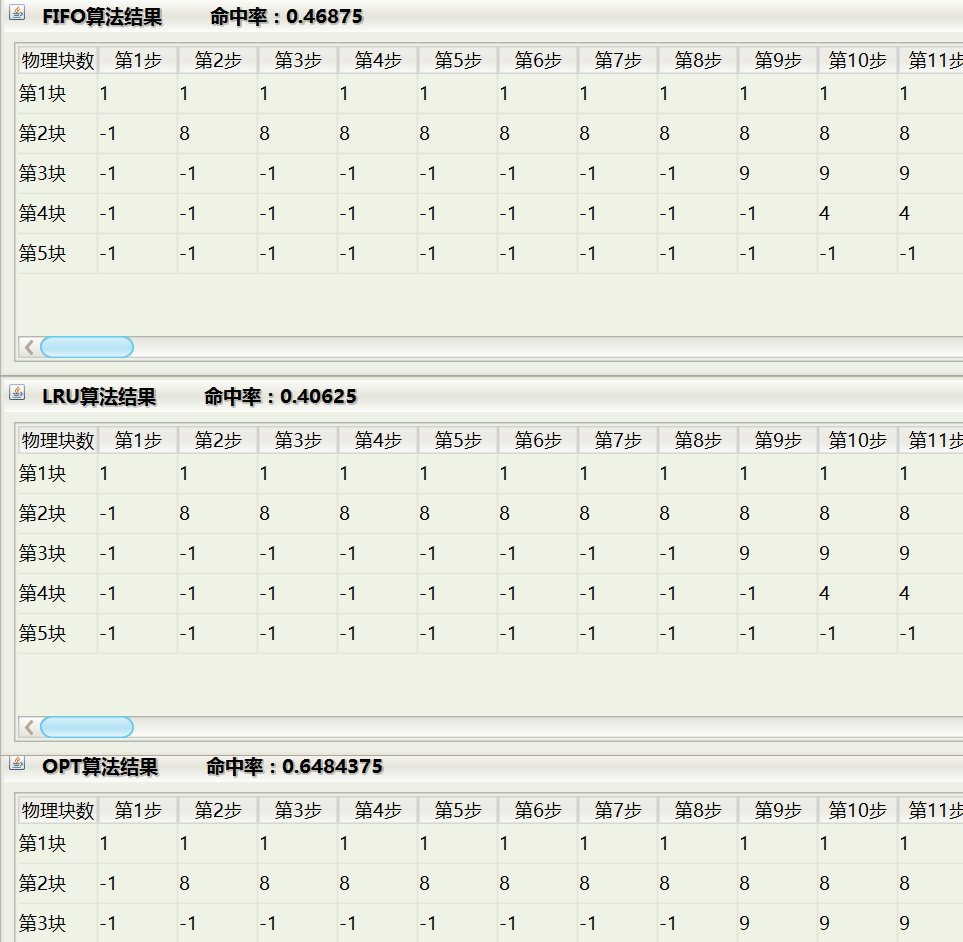 FIFO算法结果 命中率：0.46875
物理块数 第1步 第2步 第3步 第4步 第5步 第6步 第7步 第8步 第9步 第10步 第11步
第1块 1 1 1 1 1 1 1 1 1 1 1
第2块 -1 8 8 8 8 8 8 8 8 8 8
第3块 -1 -1 -1 -1 -1 -1 -1 -1 9 9 9
第4块 -1 -1 -1 -1 -1 -1 -1 -1 -1 4 4
第5块 -1 -1 -1 -1 -1 -1 -1 -1 -1 -1 -1
LRU算法结果 命中率：0.40625
物理块数 第1步 第2步 第3步 第4步 第5步 第6步 第7步 第8步 第9步 第10步 第11步
第1块 1 1 1 1 1 1 1 1 1 1 1
第2块 -1 8 8 8 8 8 8 8 8 8 8
第3块 -1 -1 -1 -1 -1 -1 -1 -1 9 9 9
第4块 -1 -1 -1 -1 -1 -1 -1 -1 -1 4 4
第5块 -1 -1 -1 -1 -1 -1 -1 -1 -1 -1 -1
OPT算法结果 命中率：0.6484375
物理块数 第1步 第2步 第3步 第4步 第5步 第6步 第7步 第8步 第9步 第10步 第11步
第1块 1 1 1 1 1 1 1 1 1 1 1
第2块 -1 8 8 8 8 8 8 8 8 8 8
第3块 -1 -1 -1 -1 -1 -1 -1 -1 9 9 9